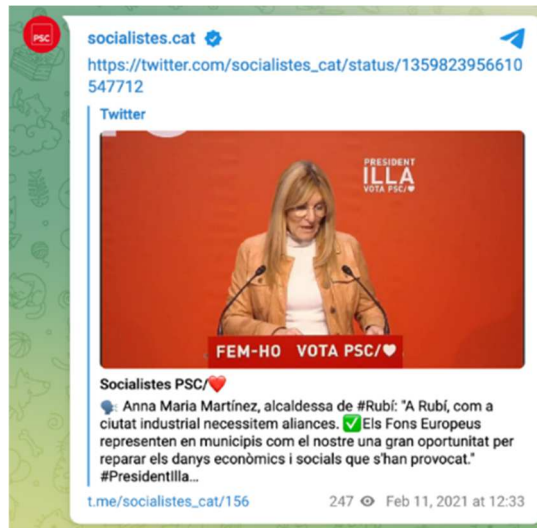 PSC
socialistes.cat
https://twitter.com/socialistes_cat/status/1359823956610
547712
Twitter
PRESIDENT
ILLA
VOTA PSC/♥
FEM-HO VOTA PSC/♥
Socialistes PSC/❤️
🗣️ Anna Maria Martínez, alcaldessa de #Rubí: "A Rubí, com a
ciutat industrial necessitem aliances. ✅Els Fons Europeus
representen en municipis com el nostre una gran oportunitat per
reparar els danys econòmics i socials que s'han provocat."
#PresidentIlla...
t.me/socialistes_cat/156 247 Feb 11, 2021 at 12:33